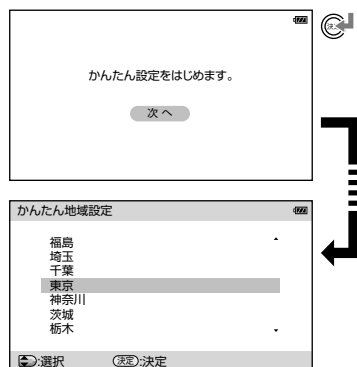 かんたん設定をはじめます。
次へ
決定
かんたん地域設定
福島
埼玉
千葉
東京
神奈川
茨城
栃木
:選択 決定:決定